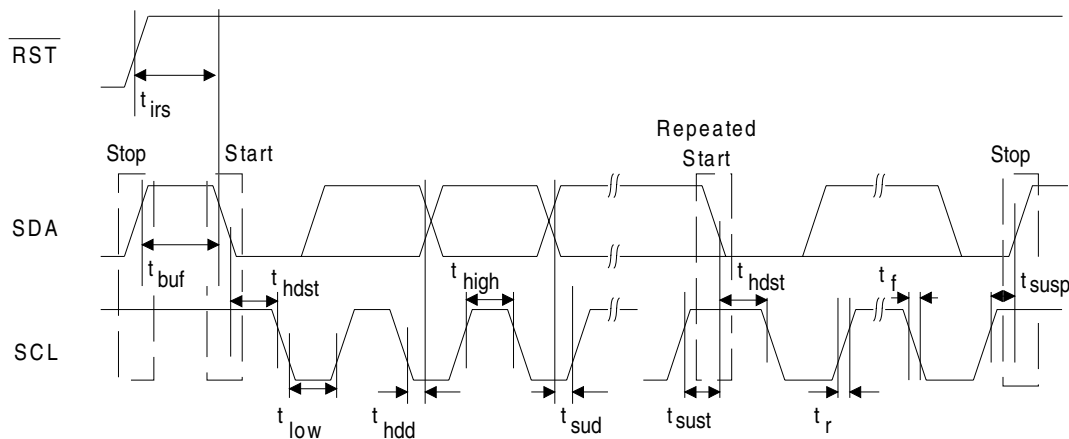 RST
t irs
Repeated
Stop Start Start Stop
SDA
t buf t hdst t high t hdst t f t susp
SCL
t low t hdd t sud t sust t r